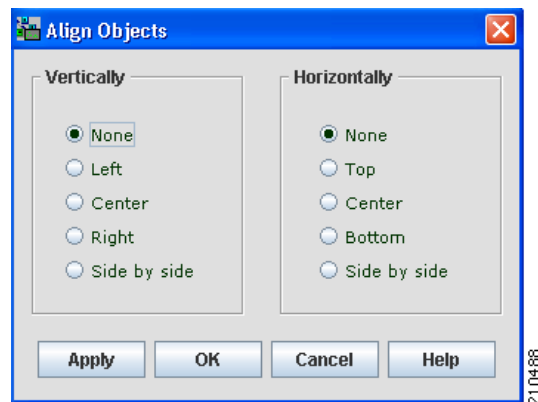 Align Objects
Vertically
None
Left
Center
Right
Side by side
Horizontally
None
Top
Center
Bottom
Side by side
Apply
OK
Cancel
Help
210488